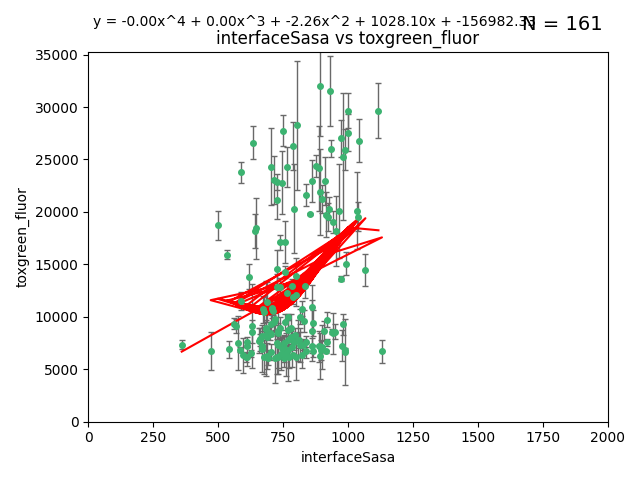 y = -0.00x^4 + 0.00x^3 + -2.26x^2 + 1028.10x + -156982.33
N = 161
interfaceSasa vs toxgreen_fluor
35000
30000
25000
20000
15000
10000
5000
0
toxgreen_fluor
0 250 500 750 1000 1250 1500 1750 2000
interfaceSasa